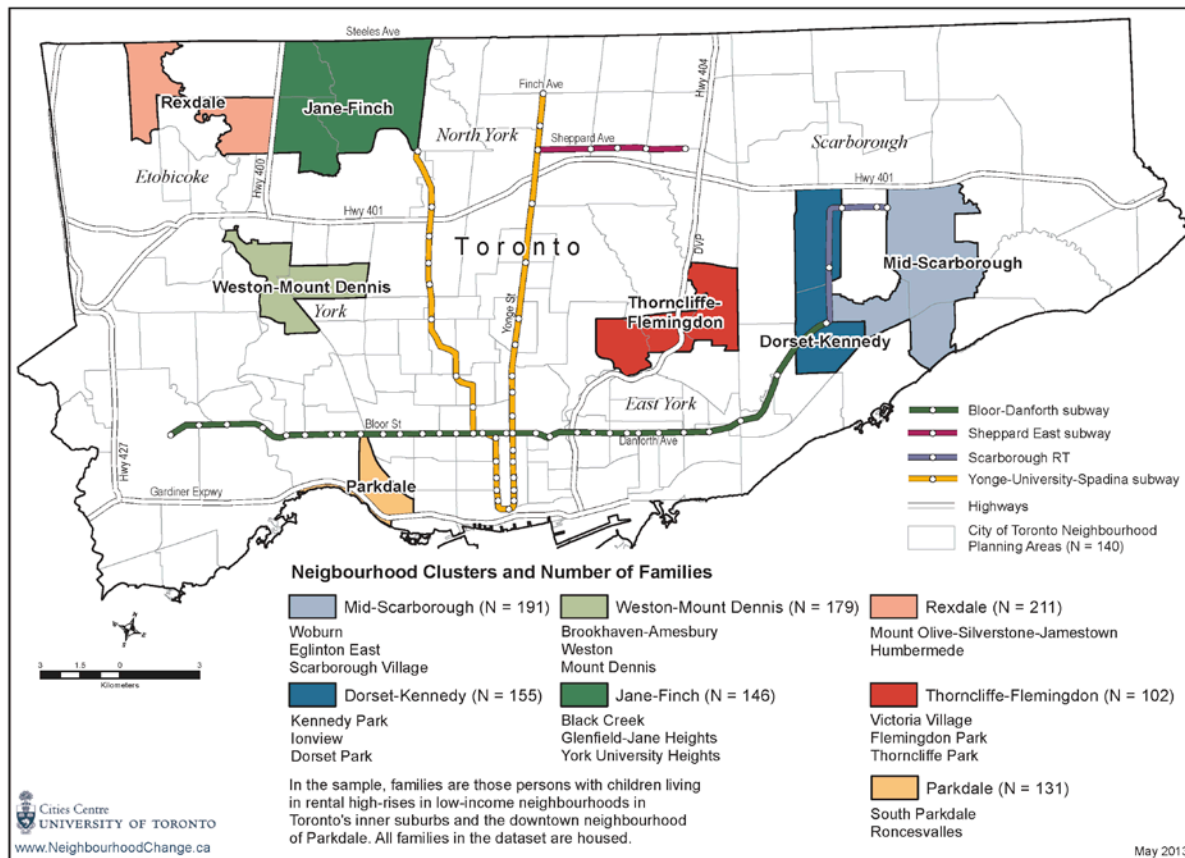 Steeles Ave
Rexdale
Jane-Finch
Finch Ave
Hwy 404
North York
Sheppard Ave
Scarborough
Hwy 400
Etobicoke
Hwy 401
Hwy 401
Toronto
DVP
Mid-Scarborough
Weston-Mount Dennis
York
Yonge St
Thorncliffe-
Flemingdon
Dorset-Kennedy
East York
Bloor St
Danforth Ave
Hwy 427
Parkdale
Gardiner Expwy
Bloor-Danforth subway
Sheppard East subway
Scarborough RT
Yonge-University-Spadina subway
Highways
City of Toronto Neighbourhood
Planning Areas (N = 140)
Neigbourhood Clusters and Number of Families
Mid-Scarborough (N = 191)
Woburn
Eglinton East
Scarborough Village
Weston-Mount Dennis (N = 179)
Brookhaven-Amesbury
Weston
Mount Dennis
Rexdale (N = 211)
Mount Olive-Silverstone-Jamestown
Humbermede
Dorset-Kennedy (N = 155)
Kennedy Park
Ionview
Dorset Park
Jane-Finch (N = 146)
Black Creek
Glenfield-Jane Heights
York University Heights
Thorncliffe-Flemingdon (N = 102)
Victoria Village
Flemingdon Park
Thorncliffe Park
Parkdale (N = 131)
South Parkdale
Roncesvalles
In the sample, families are those persons with children living
in rental high-rises in low-income neighbourhoods in
Toronto's inner suburbs and the downtown neighbourhood
of Parkdale. All families in the dataset are housed.
N
E
S
W
3 1.5 0 3
Kilometers
Cities Centre
UNIVERSITY OF TORONTO
www.NeighbourhoodChange.ca
May 2013